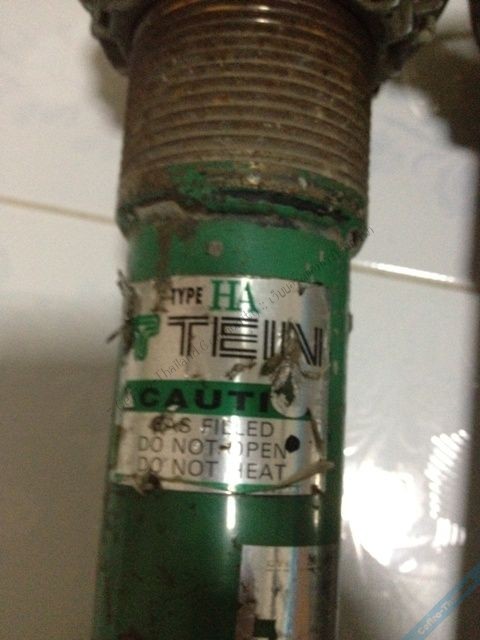 TYPE HA
TEIN
CAUTI
GAS FILLED
DO NOT OPEN
DO NOT HEAT